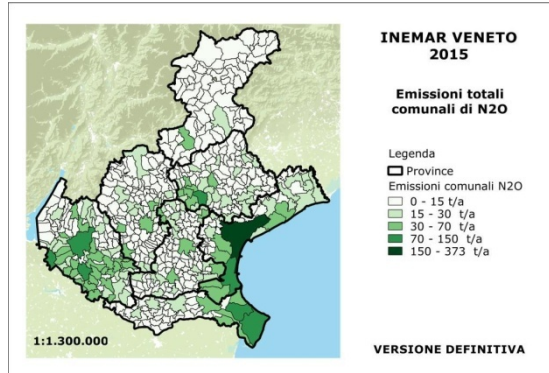 INEMAR VENETO
2015
Emissioni totali
comunali di N2O
Legenda
Province
Emissioni comunali N2O
0 - 15 t/a
15 - 30 t/a
30 - 70 t/a
70 - 150 t/a
150 - 373 t/a
1:1.300.000
VERSIONE DEFINITIVA